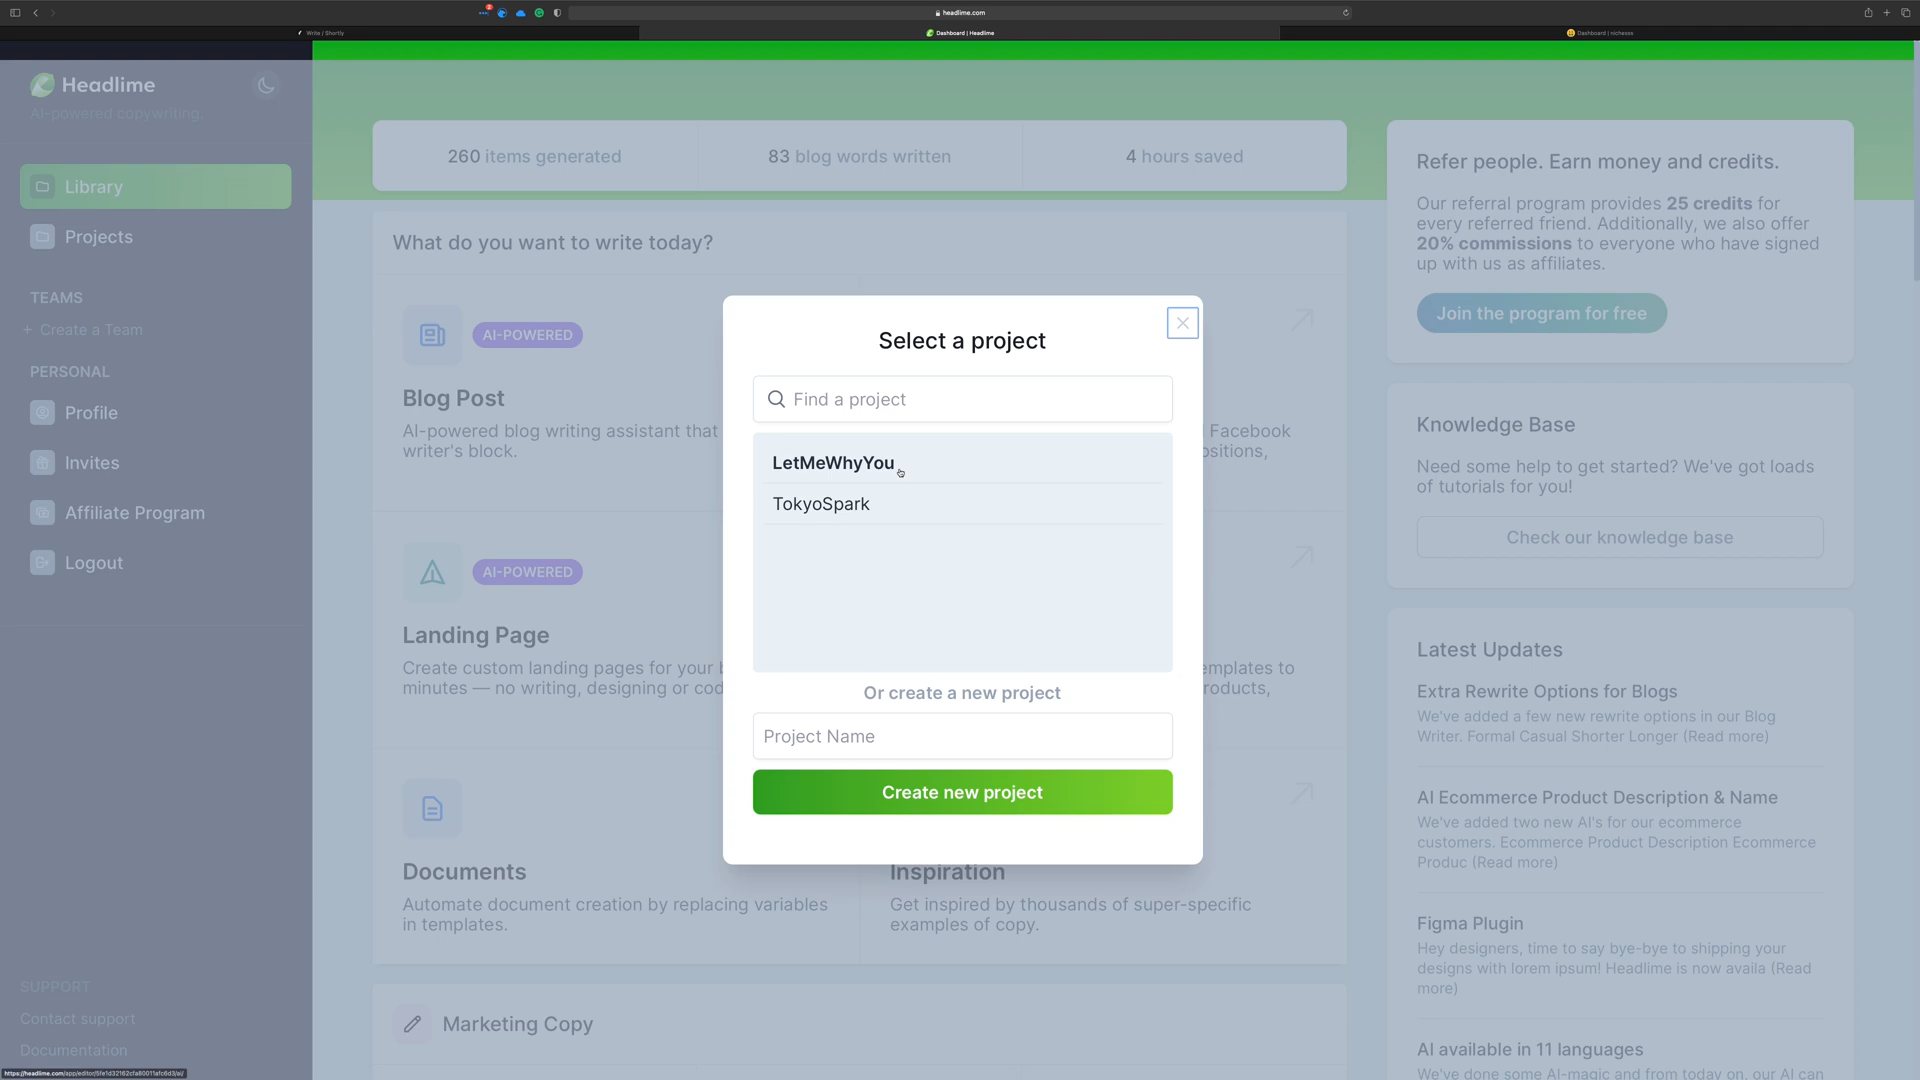 headlime.com
Write / Shortly
Dashboard | Headlime
Dashboard | nichesss
Headlime
AI-powered copywriting.
Library
Projects
TEAMS
+ Create a Team
PERSONAL
Profile
Invites
Affiliate Program
Logout
SUPPORT
Contact support
Documentation
260 items generated
83 blog words written
4 hours saved
What do you want to write today?
AI-POWERED
Blog Post
AI-powered blog writing assistant that
writer's block.
Facebook
ositions,
AI-POWERED
Landing Page
Create custom landing pages for your b
minutes — no writing, designing or cod
emplates to
roducts,
Documents
Automate document creation by replacing variables
in templates.
Inspiration
Get inspired by thousands of super-specific
examples of copy.
Marketing Copy
Select a project
Find a project
LetMeWhyYou
TokyoSpark
Or create a new project
Project Name
Create new project
Refer people. Earn money and credits.
Our referral program provides 25 credits for
every referred friend. Additionally, we also offer
20% commissions to everyone who have signed
up with us as affiliates.
Join the program for free
Knowledge Base
Need some help to get started? We've got loads
of tutorials for you!
Check our knowledge base
Latest Updates
Extra Rewrite Options for Blogs
We've added a few new rewrite options in our Blog
Writer. Formal Casual Shorter Longer (Read more)
AI Ecommerce Product Description & Name
We've added two new AI's for our ecommerce
customers. Ecommerce Product Description Ecommerce
Produc (Read more)
Figma Plugin
Hey designers, time to say bye-bye to shipping your
designs with lorem ipsum! Headlime is now availa (Read
more)
AI available in 11 languages
We've done some AI-magic and from today on, our AI can